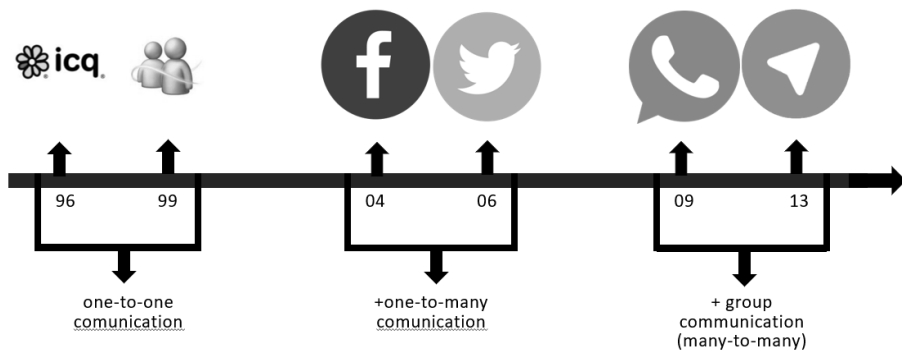 icq
96
99
04
06
09
13
one-to-one
comunication
+one-to-many
comunication
+ group
communication
(many-to-many)